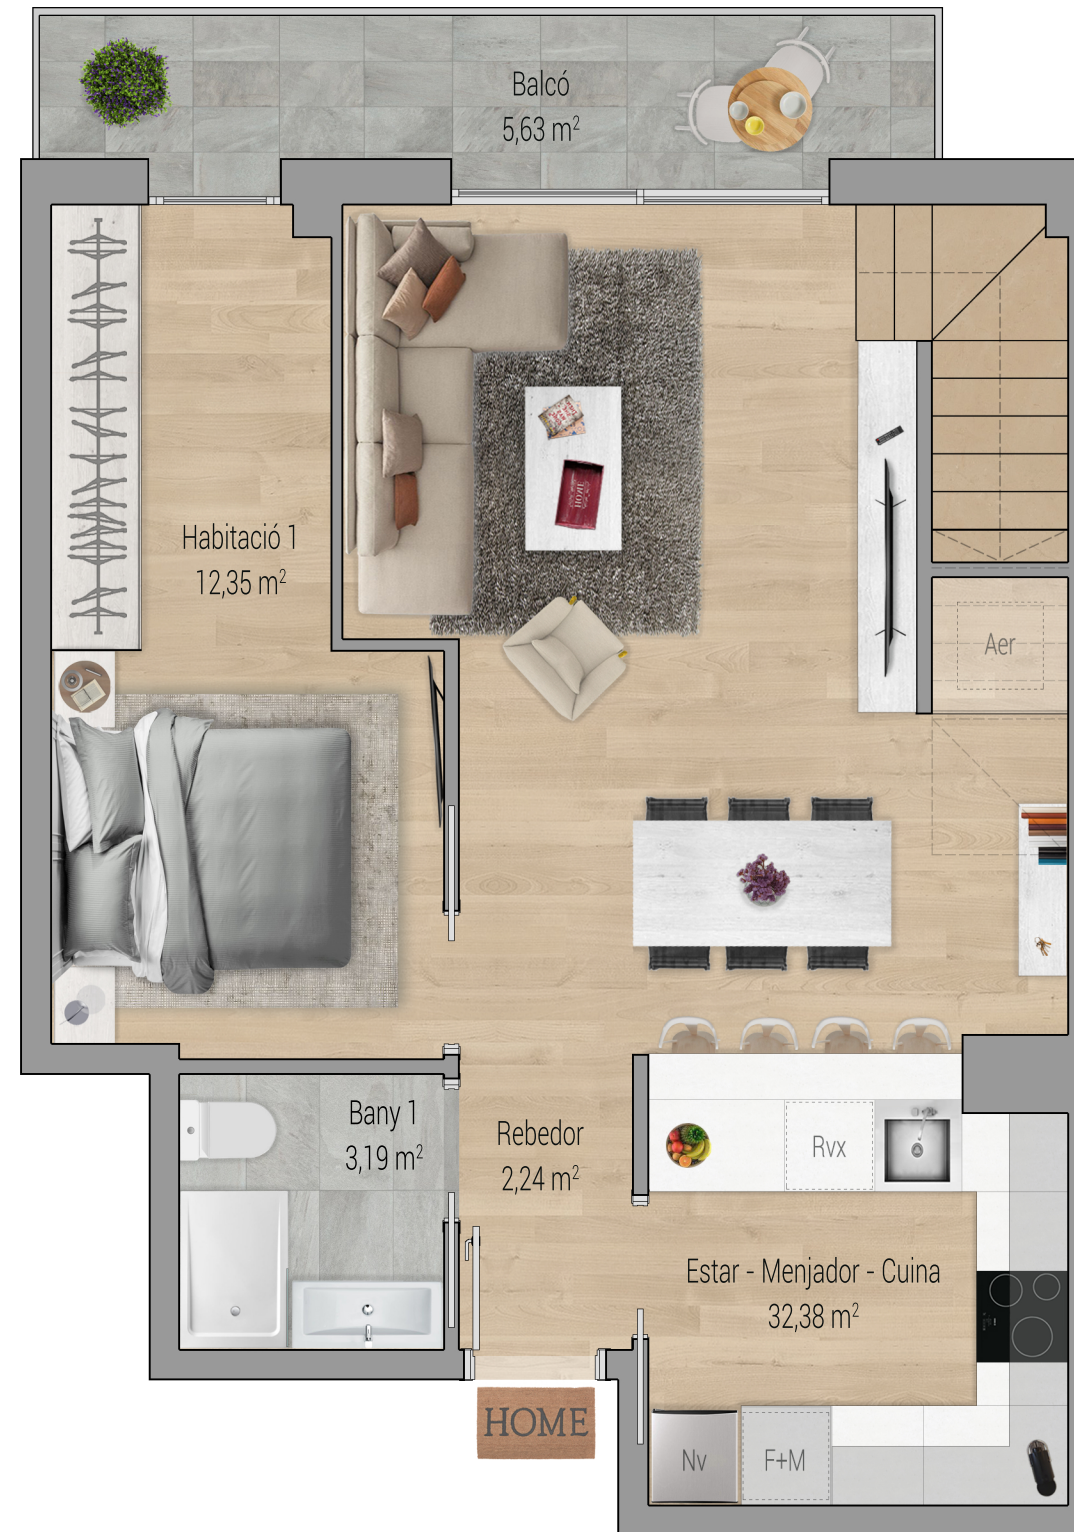 Balcó
5,63 m²
Habitació 1
12,35 m²
Aer
HOME
Bany 1
3,19 m²
Rebedor
2,24 m²
Rvx
Estar - Menjador - Cuina
32,38 m²
HOME
Nv
F+M